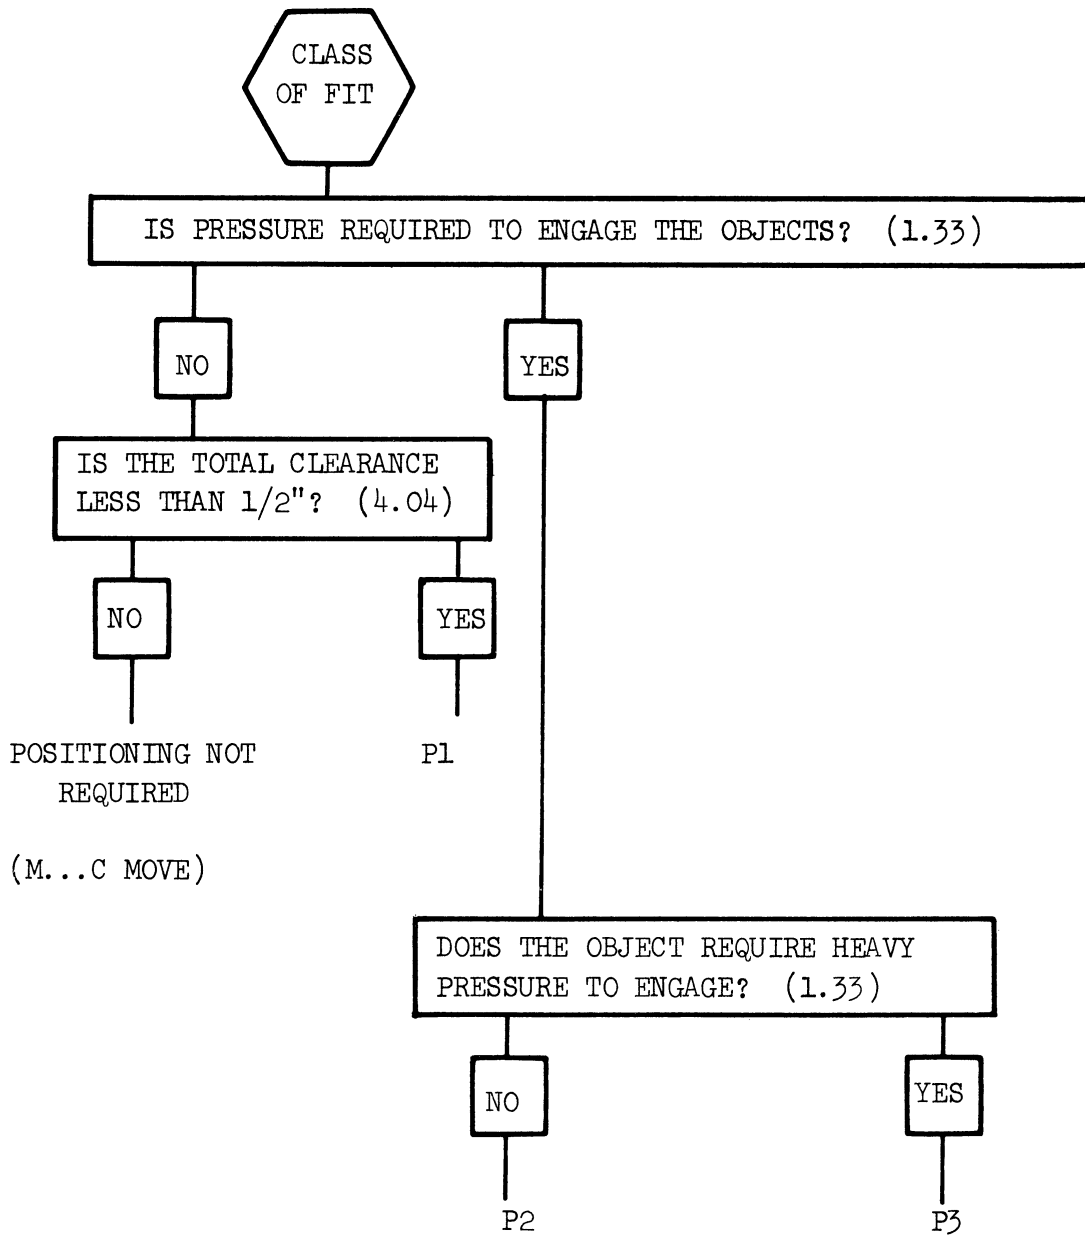 CLASS
OF FIT
IS PRESSURE REQUIRED TO ENGAGE THE OBJECTS? (1.33)
NO
YES
IS THE TOTAL CLEARANCE
LESS THAN 1/2"? (4.04)
NO
YES
POSITIONING NOT
REQUIRED
(M...C MOVE)
P1
DOES THE OBJECT REQUIRE HEAVY
PRESSURE TO ENGAGE? (1.33)
NO
YES
P2
P3